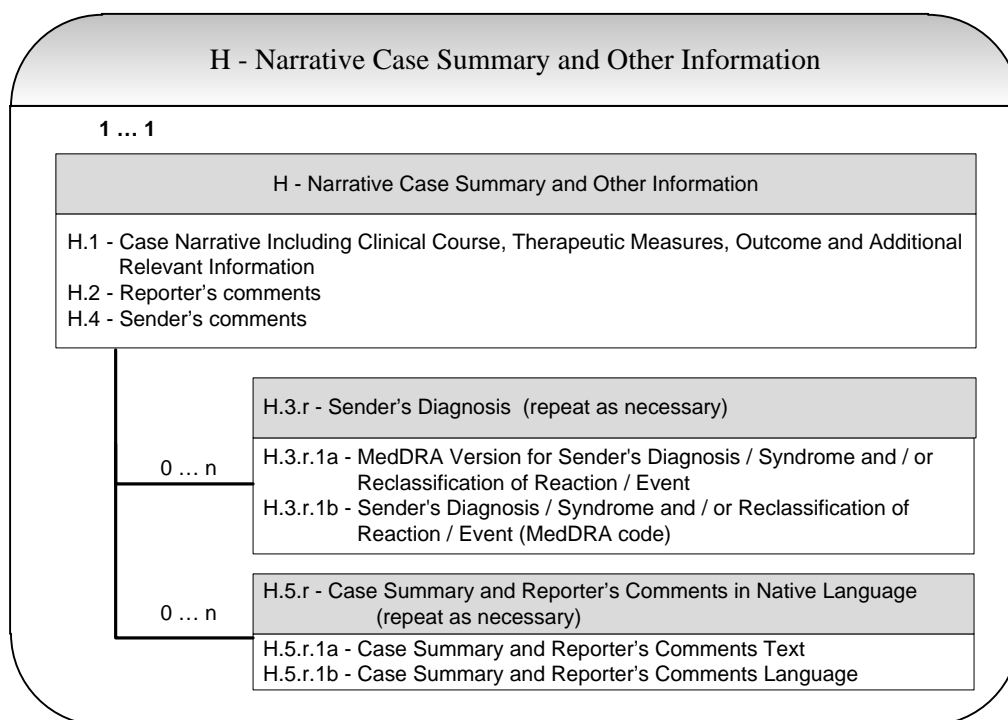 H - Narrative Case Summary and Other Information
1 … 1
H - Narrative Case Summary and Other Information
H.1 - Case Narrative Including Clinical Course, Therapeutic Measures, Outcome and Additional
Relevant Information
H.2 - Reporter’s comments
H.4 - Sender's comments
H.3.r - Sender’s Diagnosis (repeat as necessary)
0 … n
H.3.r.1a - MedDRA Version for Sender's Diagnosis / Syndrome and / or
Reclassification of Reaction / Event
H.3.r.1b - Sender's Diagnosis / Syndrome and / or Reclassification of
Reaction / Event (MedDRA code)
H.5.r - Case Summary and Reporter’s Comments in Native Language
(repeat as necessary)
0 … n
H.5.r.1a - Case Summary and Reporter’s Comments Text
H.5.r.1b - Case Summary and Reporter’s Comments Language